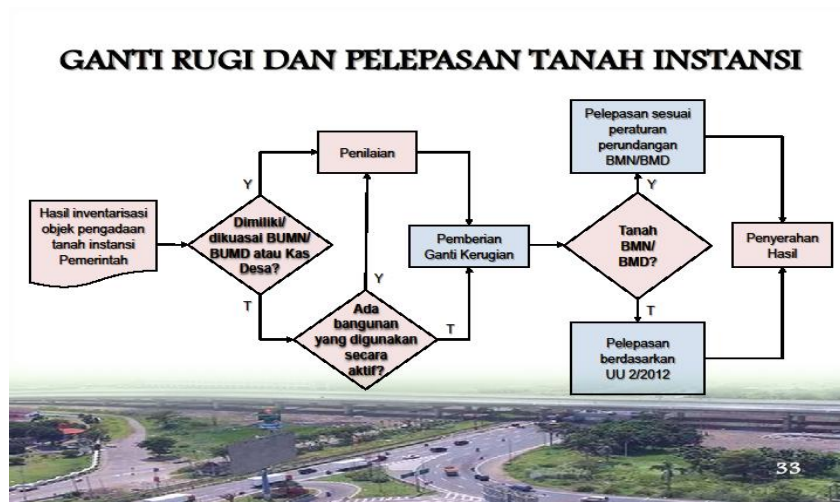 GANTI RUGI DAN PELEPASAN TANAH INSTANSI
Hasil inventarisasi
objek pengadaan
tanah instansi
Pemerintah
Dimiliki/
dikuasai BUMN/
BUMD atau Kas
Desa?
Y
T
Penilaian
Ada
bangunan
yang digunakan
secara
aktif?
Y
T
Pemberian
Ganti Kerugian
Tanah
BMN/
BMD?
Y
T
Pelepasan sesuai
peraturan
perundangan
BMN/BMD
Pelepasan
berdasarkan
UU 2/2012
Penyerahan
Hasil
33